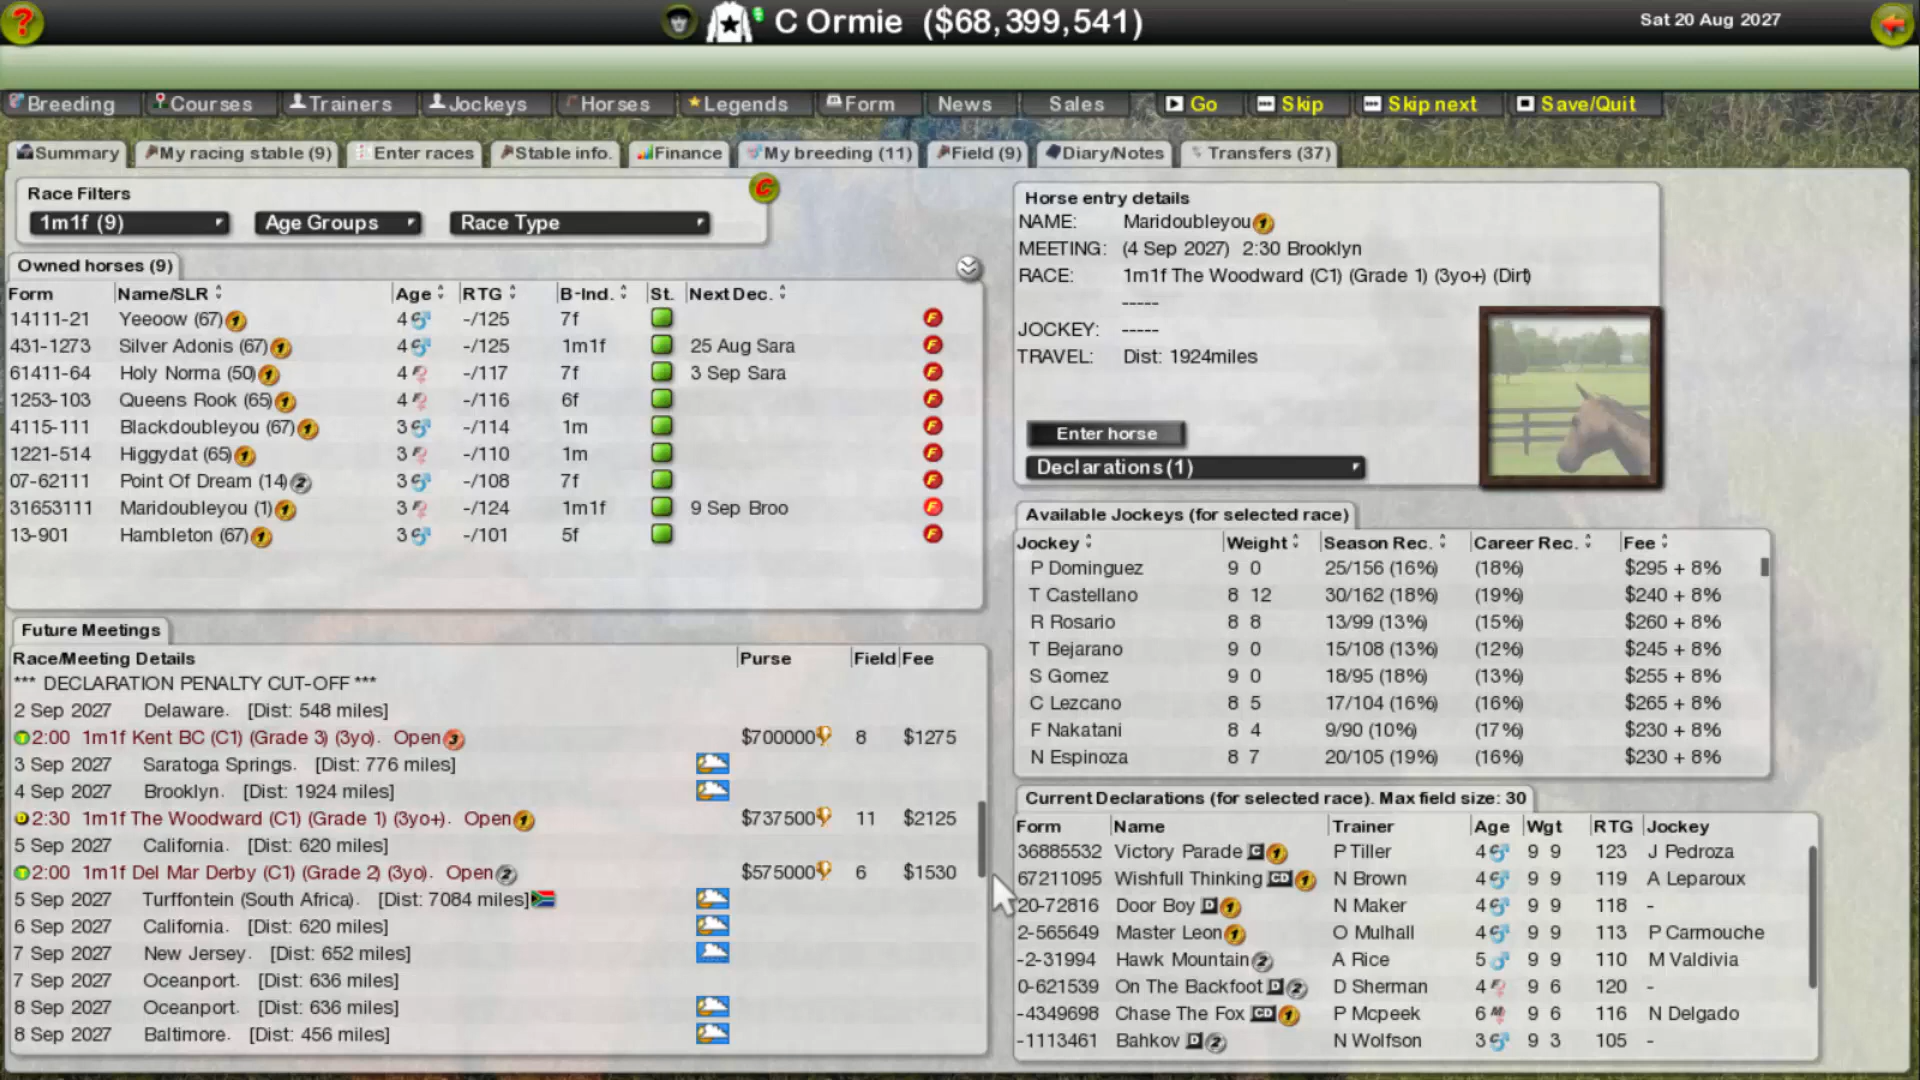 C Ormie ($68,399,541)
Sat 20 Aug 2027
Breeding Courses Trainers Jockeys Horses Legends Form News Sales Go Skip Skip next Save/Quit
Summary My racing stable (9) Enter races Stable info. Finance My breeding (11) Field (9) Diary/Notes Transfers (37)
Race Filters
1m1f (9) Age Groups Race Type
Owned horses (9)
Form Name/SLR Age RTG B-Ind. St. Next Dec.
14111-21 Yeeoow (67) 1 4 -/125 7f F
431-1273 Silver Adonis (67) 1 4 -/125 1m1f 25 Aug Sara F
61411-64 Holy Norma (50) 1 4 -/117 7f 3 Sep Sara F
1253-103 Queens Rook (65) 1 4 -/116 6f F
4115-111 Blackdoubleyou (67) 1 3 -/114 1m F
1221-514 Higgydat (65) 1 3 -/110 1m F
07-62111 Point Of Dream (14) 2 3 -/108 7f F
31653111 Maridoubleyou (1) 1 3 -/124 1m1f 9 Sep Broo F
13-901 Hambleton (67) 1 3 -/101 5f F
Future Meetings
Race/Meeting Details Purse Field Fee
*** DECLARATION PENALTY CUT-OFF ***
2 Sep 2027 Delaware. [Dist: 548 miles]
T 2:00 1m1f Kent BC (C1) (Grade 3) (3yo). Open 3 $700000 8 $1275
3 Sep 2027 Saratoga Springs. [Dist: 776 miles]
4 Sep 2027 Brooklyn. [Dist: 1924 miles]
D 2:30 1m1f The Woodward (C1) (Grade 1) (3yo+). Open 1 $737500 11 $2125
5 Sep 2027 California. [Dist: 620 miles]
T 2:00 1m1f Del Mar Derby (C1) (Grade 2) (3yo). Open 2 $575000 6 $1530
5 Sep 2027 Turffontein (South Africa). [Dist: 7084 miles]
6 Sep 2027 California. [Dist: 620 miles]
7 Sep 2027 New Jersey. [Dist: 652 miles]
7 Sep 2027 Oceanport. [Dist: 636 miles]
8 Sep 2027 Oceanport. [Dist: 636 miles]
8 Sep 2027 Baltimore. [Dist: 456 miles]
Horse entry details
NAME: Maridoubleyou 1
MEETING: (4 Sep 2027) 2:30 Brooklyn
RACE: 1m1f The Woodward (C1) (Grade 1) (3yo+) (Dirt)
-----
JOCKEY: -----
TRAVEL: Dist: 1924miles
Enter horse
Declarations(1)
Available Jockeys (for selected race)
Jockey Weight Season Rec. Career Rec. Fee
P Dominguez 9 0 25/156 (16%) (18%) $295 + 8%
T Castellano 8 12 30/162 (18%) (19%) $240 + 8%
R Rosario 8 8 13/99 (13%) (15%) $260 + 8%
T Bejarano 9 0 15/108 (13%) (12%) $245 + 8%
S Gomez 9 0 18/95 (18%) (13%) $255 + 8%
C Lezcano 8 5 17/104 (16%) (16%) $265 + 8%
F Nakatani 8 4 9/90 (10%) (17%) $230 + 8%
N Espinoza 8 7 20/105 (19%) (16%) $230 + 8%
Current Declarations (for selected race). Max field size: 30
Form Name Trainer Age Wgt RTG Jockey
36885532 Victory Parade C 1 P Tiller 4 9 9 123 J Pedroza
67211095 Wishfull Thinking CD 1 N Brown 4 9 9 119 A Leparoux
20-72816 Door Boy D 1 N Maker 4 9 9 118 -
2-565649 Master Leon 1 O Mulhall 4 9 9 113 P Carmouche
-2-31994 Hawk Mountain 2 A Rice 5 9 9 110 M Valdivia
0-621539 On The Backfoot D 2 D Sherman 4 9 6 120 -
-4349698 Chase The Fox CD 1 P Mcpeek 6 9 6 116 N Delgado
-1113461 Bahkov D 2 N Wolfson 3 9 3 105 -